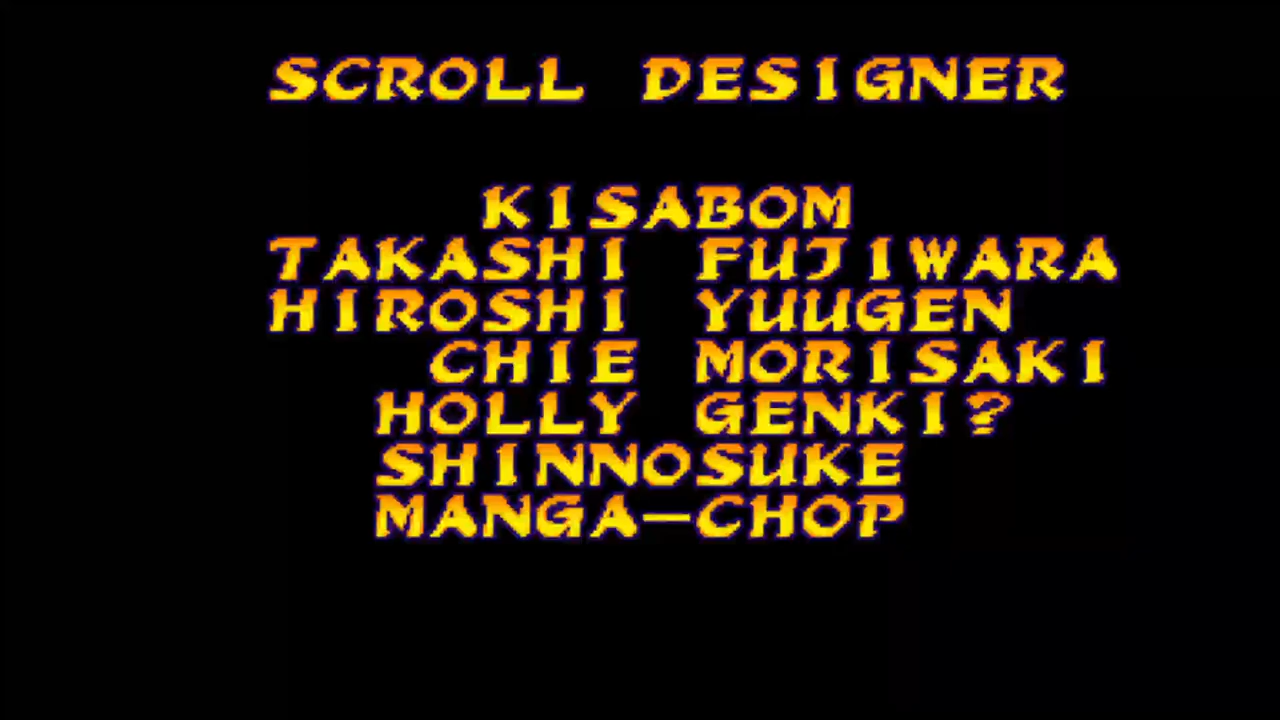 SCROLL DESIGNER
KISABOM
TAKASHI FUJIWARA
HIROSHI YUUGEN
CHIE MORISAKI
HOLLY GENKI?
SHINNOSUKE
MANGA—CHOP